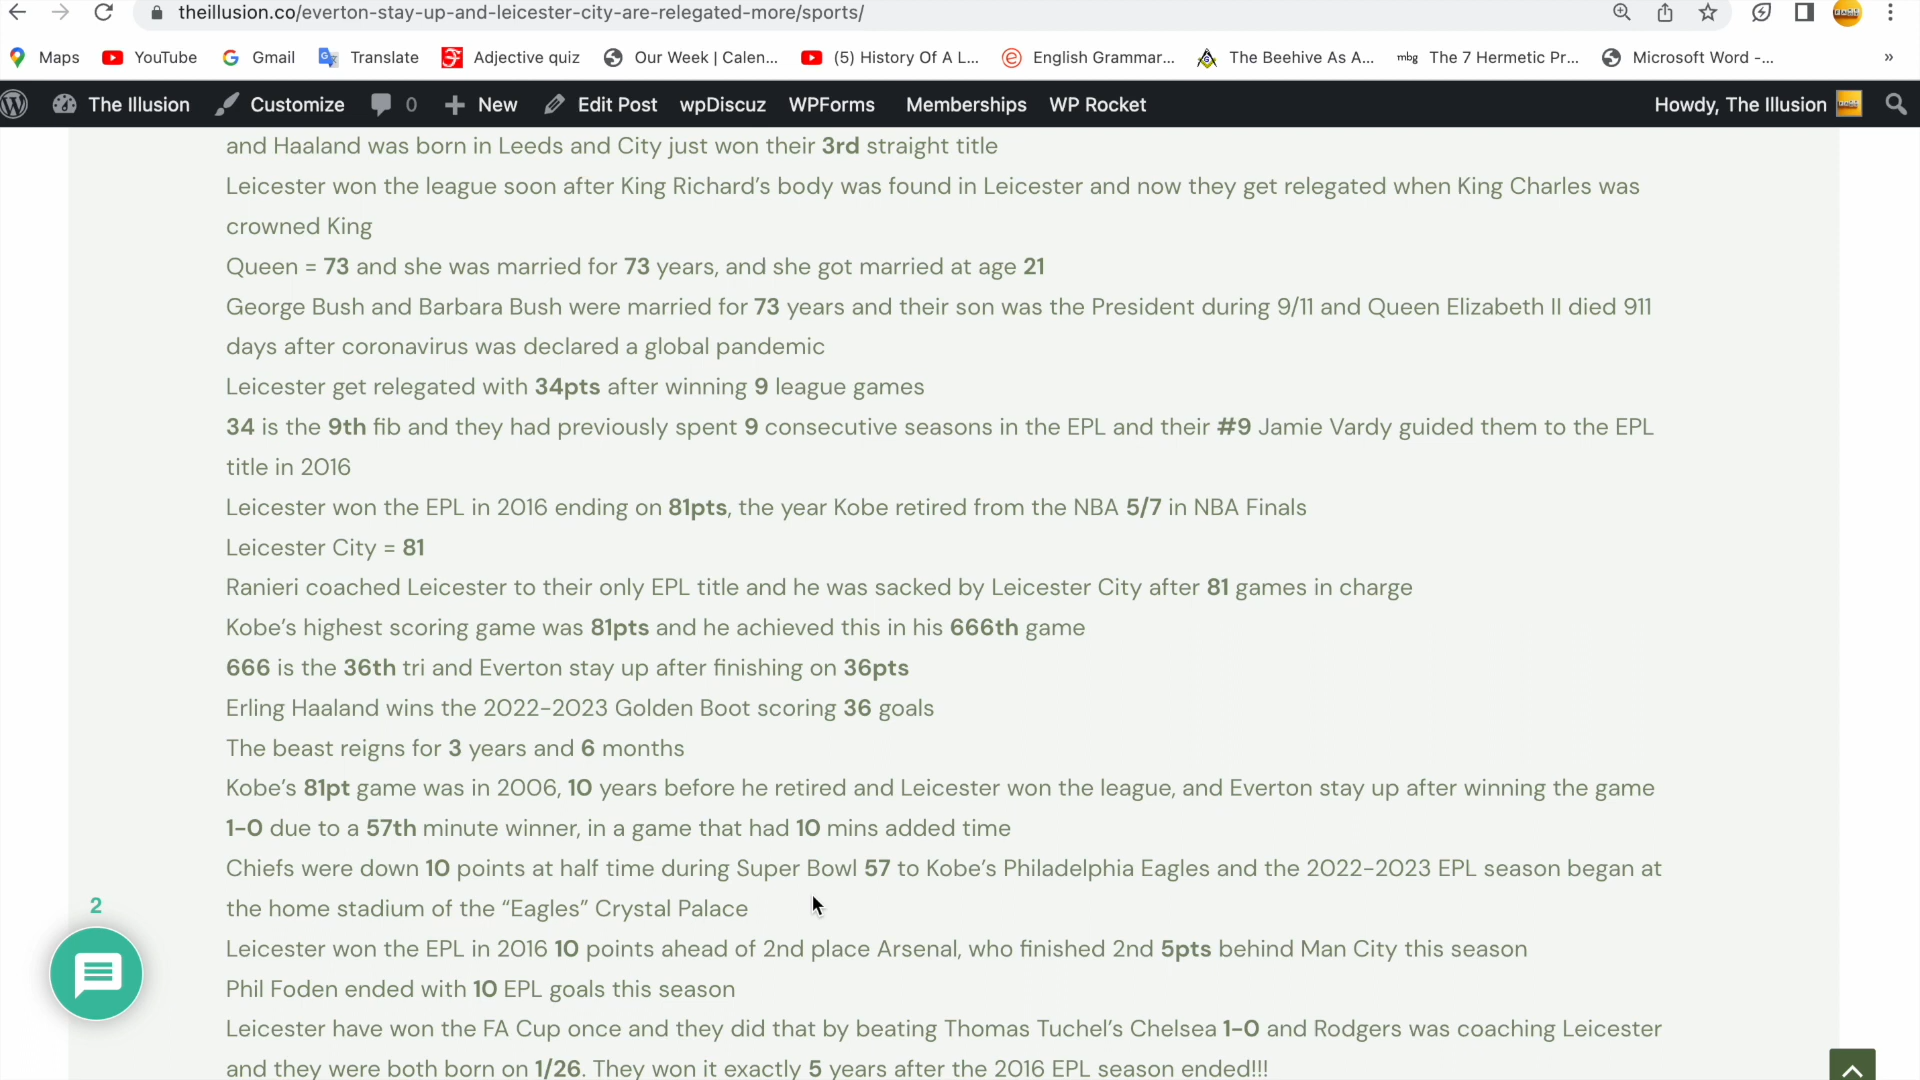 theillusion.co/everton-stay-up-and-leicester-city-are-relegated-more/sports/
Maps YouTube Gmail Translate Adjective quiz Our Week | Calen... (5) History Of A L... English Grammar... The Beehive As A... mbg The 7 Hermetic Pr... Microsoft Word -... »
The Illusion Customize 0 New Edit Post wpDiscuz WPForms Memberships WP Rocket Howdy, The Illusion
and Haaland was born in Leeds and City just won their 3rd straight title
Leicester won the league soon after King Richard's body was found in Leicester and now they get relegated when King Charles was
crowned King
Queen = 73 and she was married for 73 years, and she got married at age 21
George Bush and Barbara Bush were married for 73 years and their son was the President during 9/11 and Queen Elizabeth II died 911
days after coronavirus was declared a global pandemic
Leicester get relegated with 34pts after winning 9 league games
34 is the 9th fib and they had previously spent 9 consecutive seasons in the EPL and their #9 Jamie Vardy guided them to the EPL
title in 2016
Leicester won the EPL in 2016 ending on 81pts, the year Kobe retired from the NBA 5/7 in NBA Finals
Leicester City = 81
Ranieri coached Leicester to their only EPL title and he was sacked by Leicester City after 81 games in charge
Kobe's highest scoring game was 81pts and he achieved this in his 666th game
666 is the 36th tri and Everton stay up after finishing on 36pts
Erling Haaland wins the 2022-2023 Golden Boot scoring 36 goals
The beast reigns for 3 years and 6 months
Kobe's 81pt game was in 2006, 10 years before he retired and Leicester won the league, and Everton stay up after winning the game
1-0 due to a 57th minute winner, in a game that had 10 mins added time
Chiefs were down 10 points at half time during Super Bowl 57 to Kobe's Philadelphia Eagles and the 2022-2023 EPL season began at
the home stadium of the “Eagles” Crystal Palace
2
Leicester won the EPL in 2016 10 points ahead of 2nd place Arsenal, who finished 2nd 5pts behind Man City this season
Phil Foden ended with 10 EPL goals this season
Leicester have won the FA Cup once and they did that by beating Thomas Tuchel's Chelsea 1-0 and Rodgers was coaching Leicester
and they were both born on 1/26. They won it exactly 5 years after the 2016 EPL season ended!!!